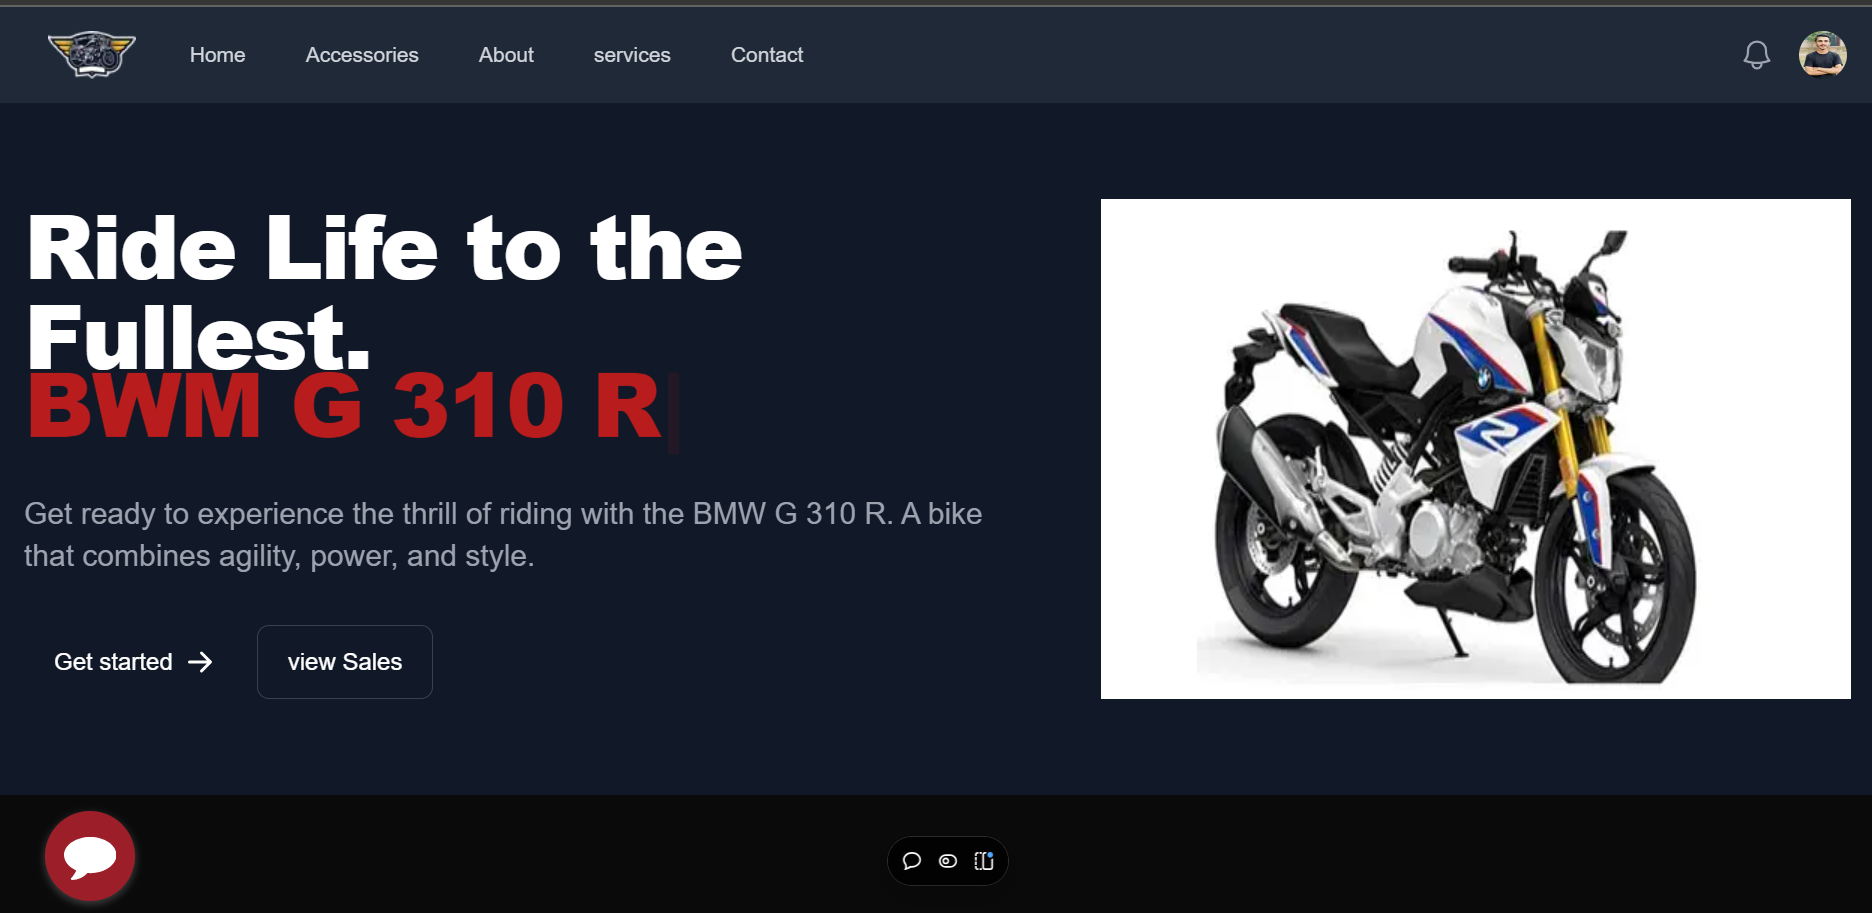 Home
Accessories
About
services
Contact
Ride Life to the
Fullest.
BWM G 310 R
Get ready to experience the thrill of riding with the BMW G 310 R. A bike
that combines agility, power, and style.
Get started
view Sales